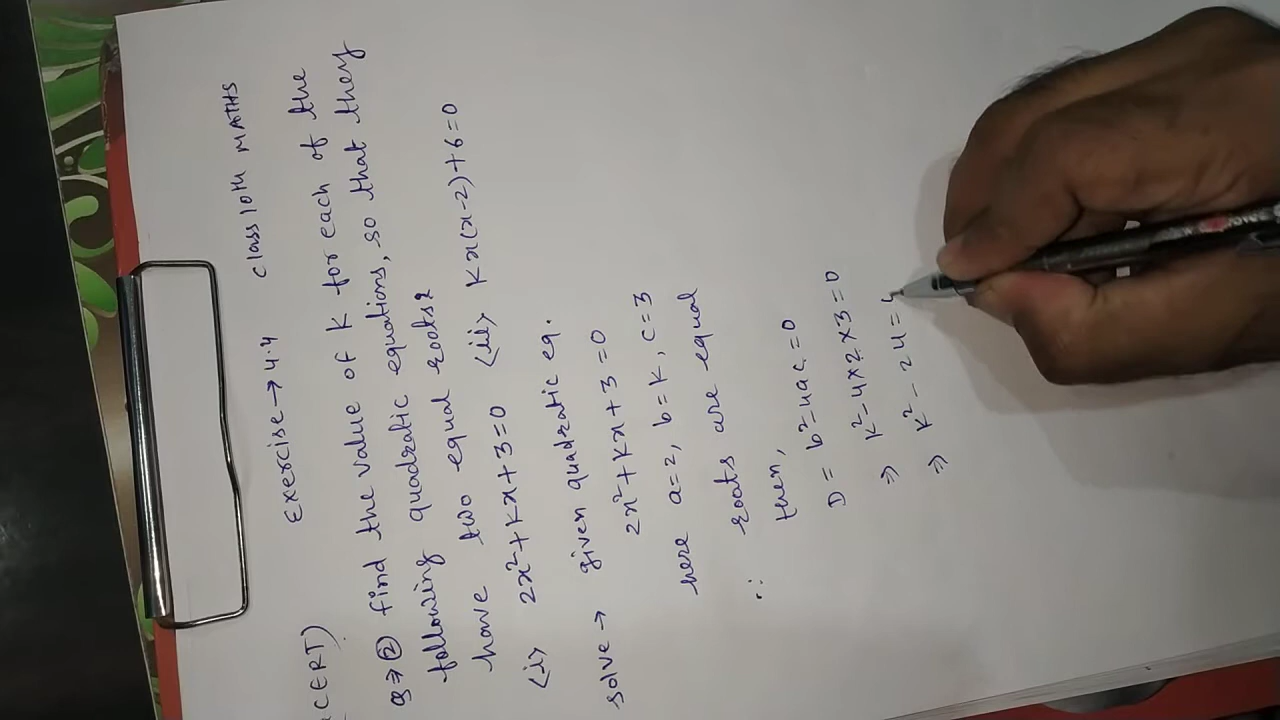 CERT)
Exercise → 4.4 class 10th MATHS
Q → ② find the value of K for each of the
following quadratic equations, so that they
have two equal roots?
<i> 2x²+Kx+3=0 <ii> Kx(x-2)+6=0
solve → given quadratic eq.
2x²+Kx+3=0
here a=2, b=K, c=3
∴ roots are equal
then,
D = b²-4ac=0
⇒ K²-4×2×3=0
⇒ K²-24=